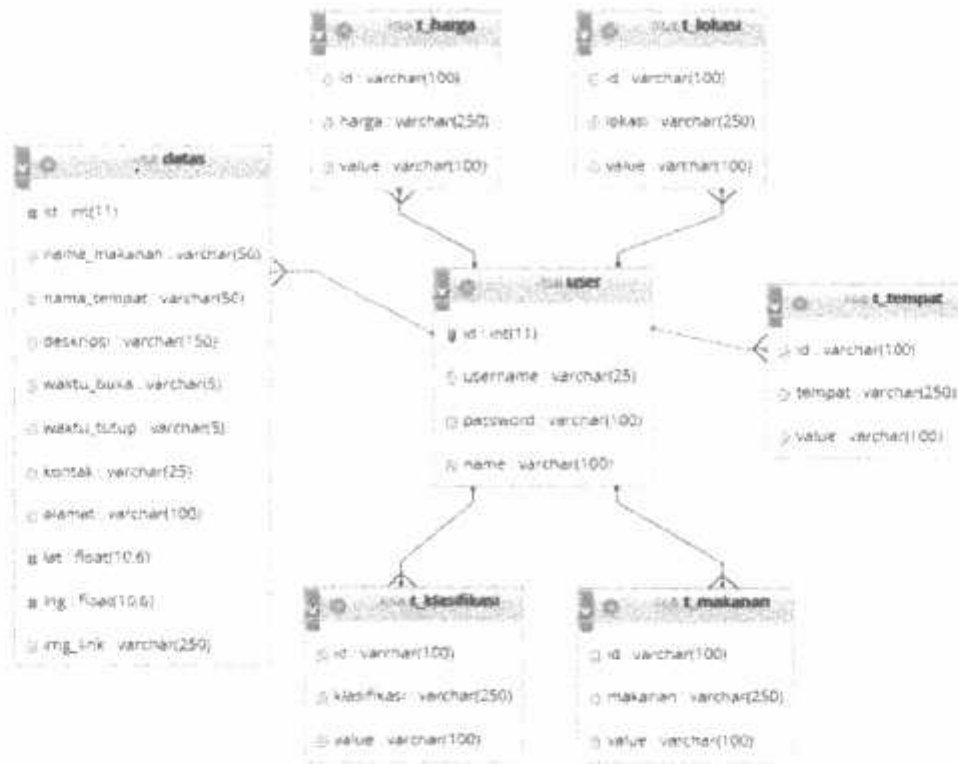 t_harga
id : varchar(100)
harga : varchar(250)
value : varchar(100)
t_lokasi
id : varchar(100)
lokasi : varchar(250)
value : varchar(100)
datas
id : int(11)
name_makanan : varchar(50)
nama_tempat : varchar(50)
deskripsi : varchar(150)
waktu_buka : varchar(5)
waktu_tutup : varchar(5)
kontak : varchar(25)
alamat : varchar(100)
lat : float(10,6)
lng : float(10,6)
img_link : varchar(250)
user
id : int(11)
username : varchar(25)
password : varchar(100)
name : varchar(100)
t_tempat
id : varchar(100)
tempat : varchar(250)
value : varchar(100)
t_klasifikasi
id : varchar(100)
klasifikasi : varchar(250)
value : varchar(100)
t_makanan
id : varchar(100)
makanan : varchar(250)
value : varchar(100)